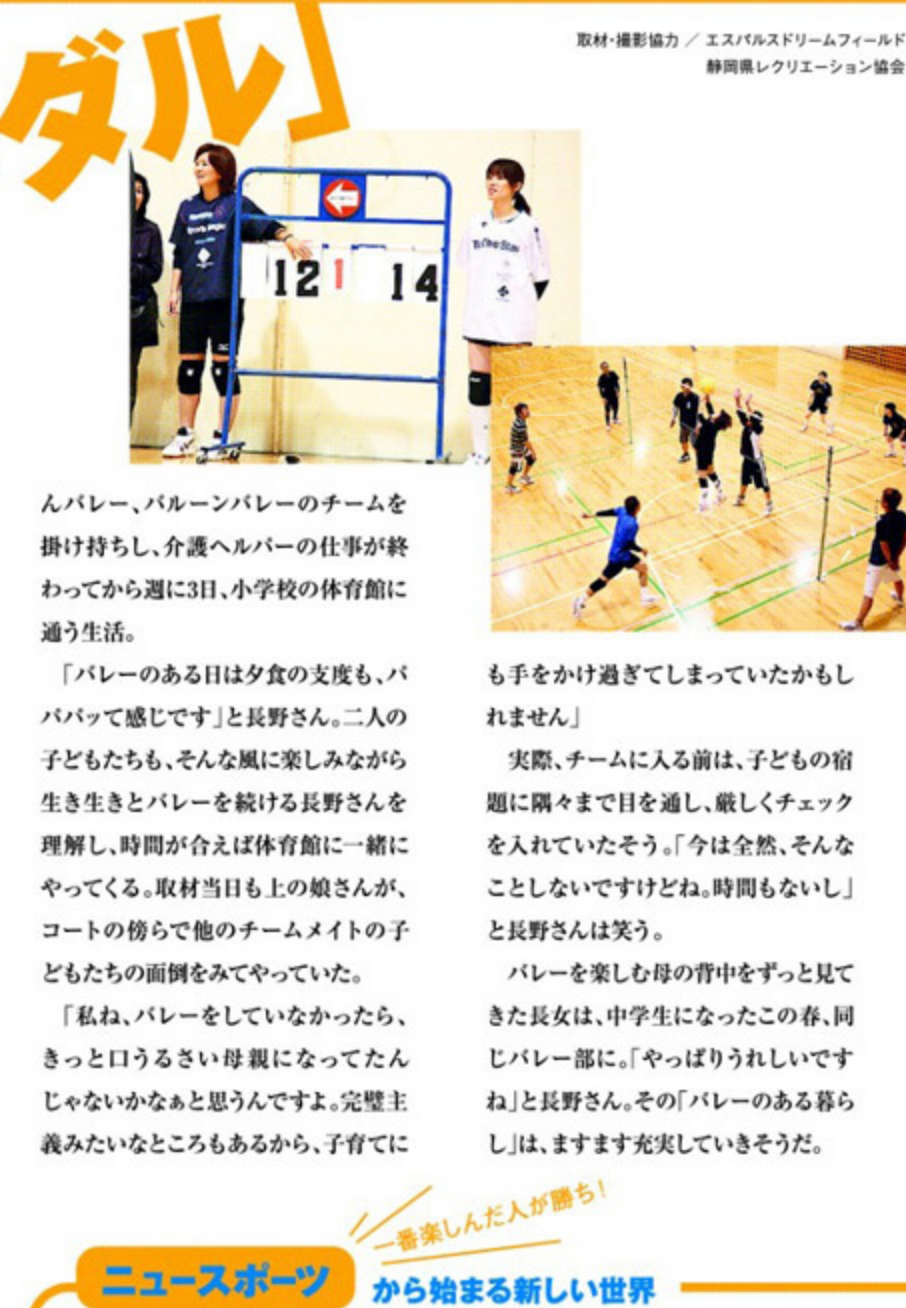 ダル」
取材・撮影協力 ／ エスパルスドリームフィールド
静岡県レクリエーション協会
12 1 14
んバレー、バルーンバレーのチームを
掛け持ちし、介護ヘルパーの仕事が終
わってから週に3日、小学校の体育館に
通う生活。
「バレーのある日は夕食の支度も、バ
ババッて感じです」と長野さん。二人の
子どもたちも、そんな風に楽しみながら
生き生きとバレーを続ける長野さんを
理解し、時間が合えば体育館に一緒に
やってくる。取材当日も上の娘さんが、
コートの傍らで他のチームメイトの子
どもたちの面倒をみてやっていた。
「私ね、バレーをしていなかったら、
きっと口うるさい母親になってたん
じゃないかなぁと思うんですよ。完璧主
義みたいなところもあるから、子育てに
も手をかけ過ぎてしまっていたかもし
れません」
実際、チームに入る前は、子どもの宿
題に隅々まで目を通し、厳しくチェック
を入れていたそう。「今は全然、そんな
ことしないですけどね。時間もないし」
と長野さんは笑う。
バレーを楽しむ母の背中をずっと見て
きた長女は、中学生になったこの春、同
じバレー部に。「やっぱりうれしいです
ね」と長野さん。その「バレーのある暮ら
し」は、ますます充実していきそうだ。
一番楽しんだ人が勝ち！
ニュースポーツ から始まる新しい世界